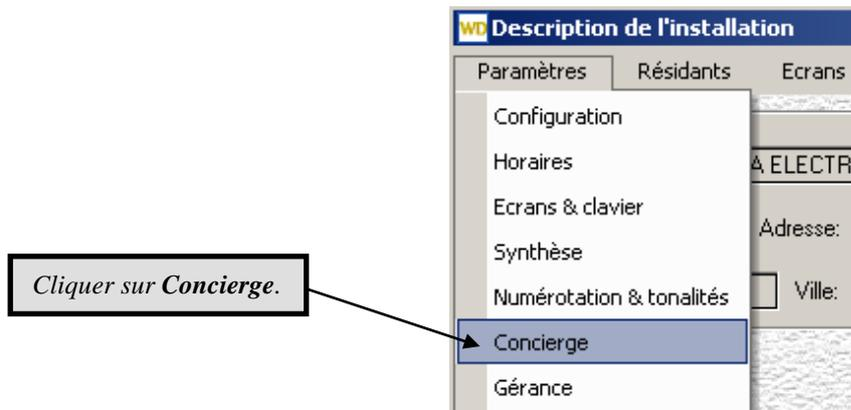 WD Description de l'installation
Paramètres Résidants Ecrans
Configuration
Horaires
A ELECTR
Ecrans & clavier
Adresse:
Synthèse
Cliquer sur Concierge.
Numérotation & tonalités
Ville:
Concierge
Gérance